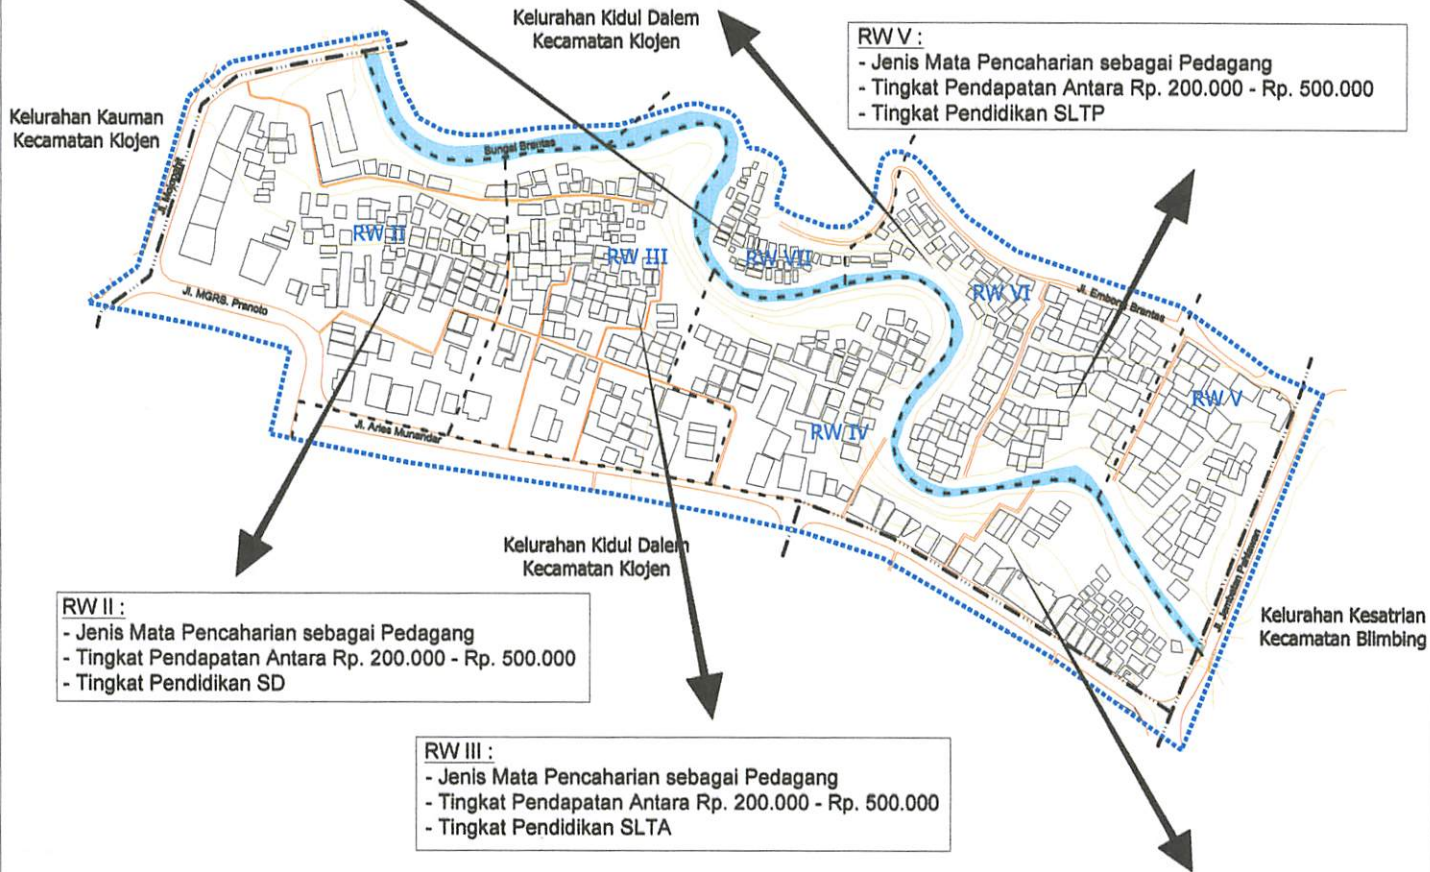 Kelurahan Kidul Dalem
Kecamatan Klojen
RW V :
- Jenis Mata Pencaharian sebagai Pedagang
- Tingkat Pendapatan Antara Rp. 200.000 - Rp. 500.000
- Tingkat Pendidikan SLTP
Kelurahan Kauman
Kecamatan Klojen
Sungai Brantas
RW II
RW III
RW VII
RW VI
Jl. MGRS. Pranoto
Jl. Embong Brantas
RW V
RW IV
Jl. Aries Munandar
Kelurahan Kidul Dalem
Kecamatan Klojen
RW II :
- Jenis Mata Pencaharian sebagai Pedagang
- Tingkat Pendapatan Antara Rp. 200.000 - Rp. 500.000
- Tingkat Pendidikan SD
Kelurahan Kesatrian
Kecamatan Blimbing
RW III :
- Jenis Mata Pencaharian sebagai Pedagang
- Tingkat Pendapatan Antara Rp. 200.000 - Rp. 500.000
- Tingkat Pendidikan SLTA